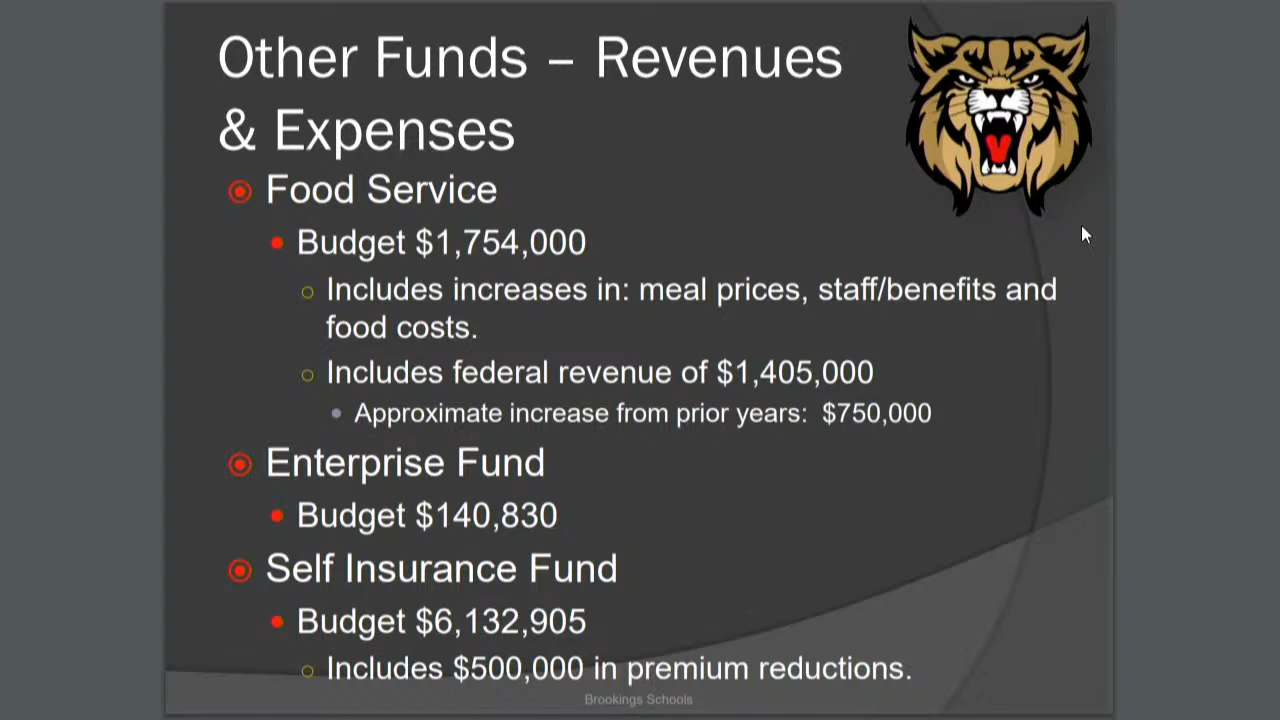 Other Funds – Revenues
& Expenses
Food Service
Budget $1,754,000
Includes increases in: meal prices, staff/benefits and
food costs.
Includes federal revenue of $1,405,000
Approximate increase from prior years:  $750,000
Enterprise Fund
Budget $140,830
Self Insurance Fund
Budget $6,132,905
Includes $500,000 in premium reductions.
Brookings Schools